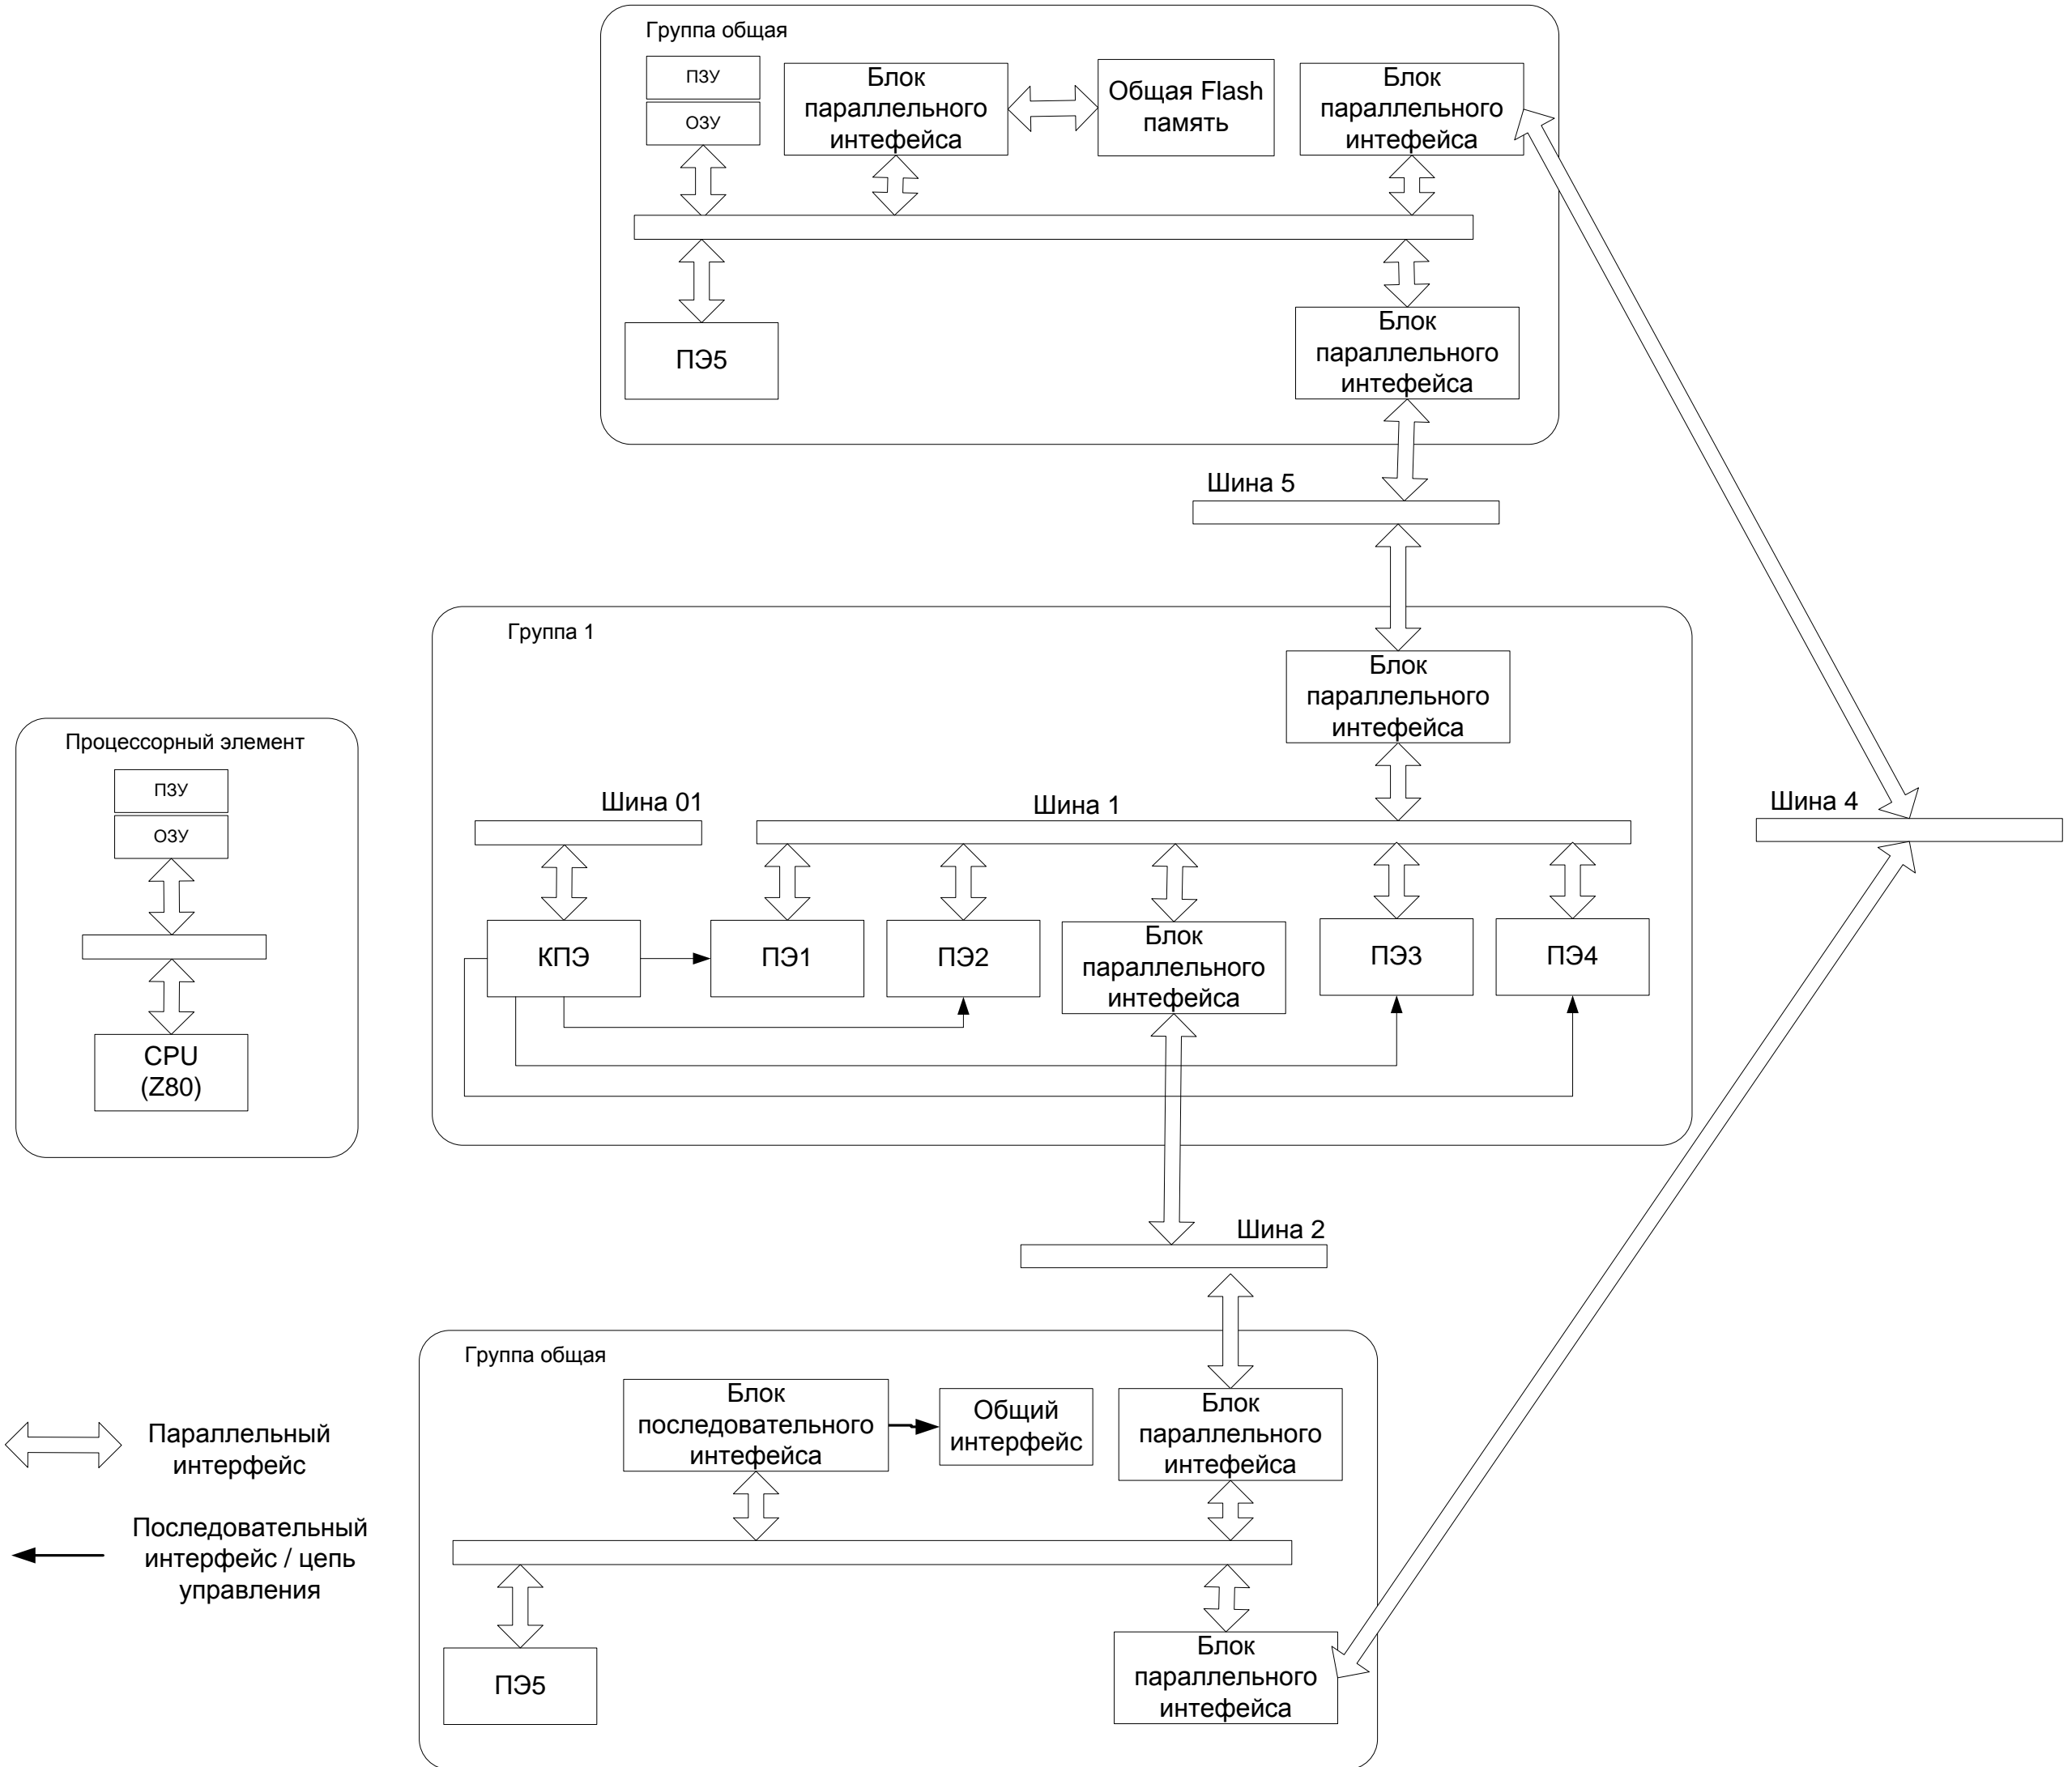 Группа общая
ПЗУ
ОЗУ
Блок
параллельного
интефейса
Общая Flash
память
Блок
параллельного
интефейса
ПЭ5
Блок
параллельного
интефейса
Шина 5
Группа 1
Блок
параллельного
интефейса
Процессорный элемент
ПЗУ
ОЗУ
CPU
(Z80)
Шина 01
Шина 1
Шина 4
КПЭ
ПЭ1
ПЭ2
Блок
параллельного
интефейса
ПЭ3
ПЭ4
Шина 2
Группа общая
Блок
последовательного
интефейса
Общий
интерфейс
Блок
параллельного
интефейса
Параллельный
интерфейс
Последовательный
интерфейс / цепь
управления
ПЭ5
Блок
параллельного
интефейса